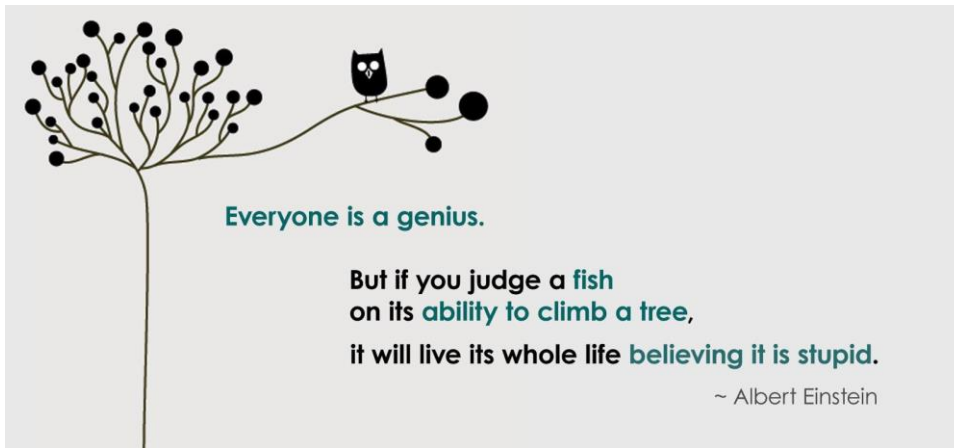 Everyone is a genius.
But if you judge a fish
on its ability to climb a tree,
it will live its whole life believing it is stupid.
~ Albert Einstein